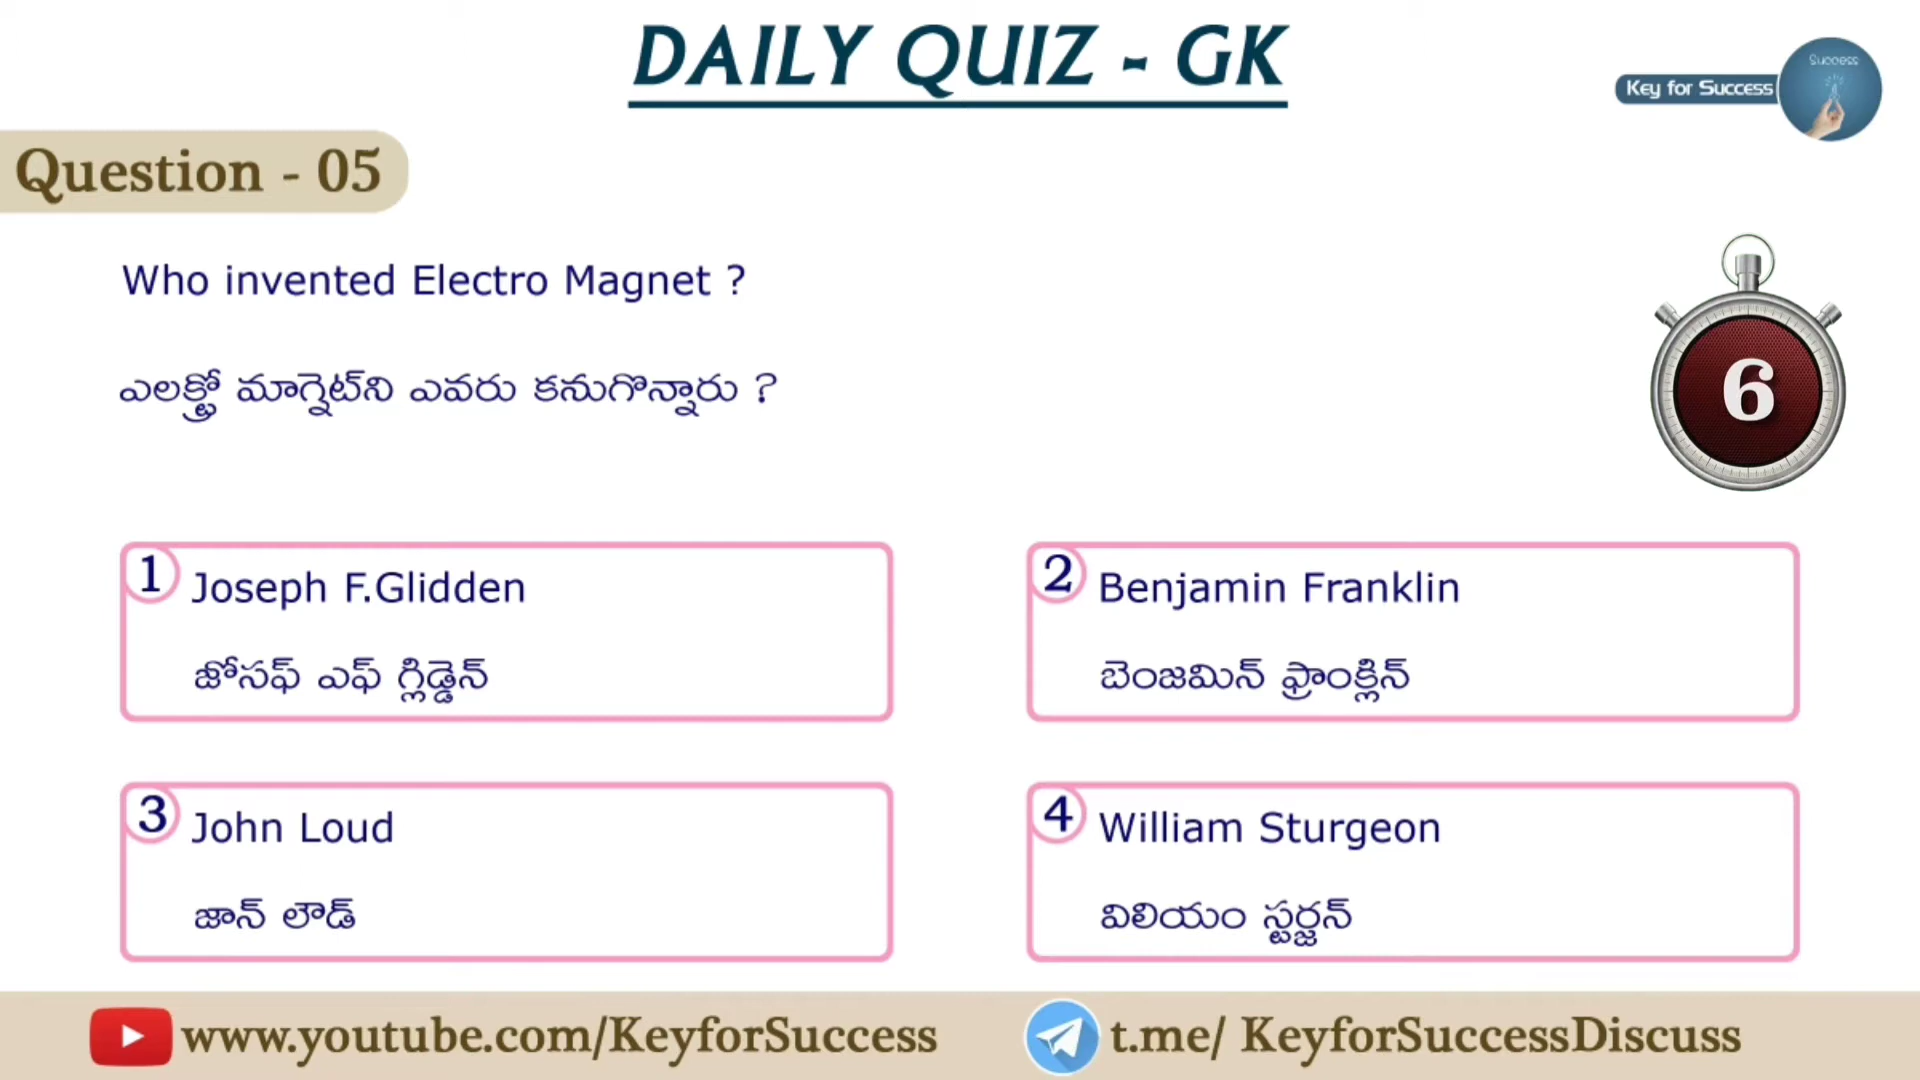 DAILY QUIZ - GK
Key for Success
Success
Question - 05
Who invented Electro Magnet ?
ఎలక్ట్రో మాగ్నెట్‌ని ఎవరు కనుగొన్నారు ?
6
1 Joseph F.Glidden
జోసఫ్ ఎఫ్ గ్లిడ్డెన్
2 Benjamin Franklin
బెంజమిన్ ఫ్రాంక్లిన్
3 John Loud
జాన్ లౌడ్
4 William Sturgeon
విలియం స్టర్జన్
www.youtube.com/KeyforSuccess
t.me/ KeyforSuccessDiscuss